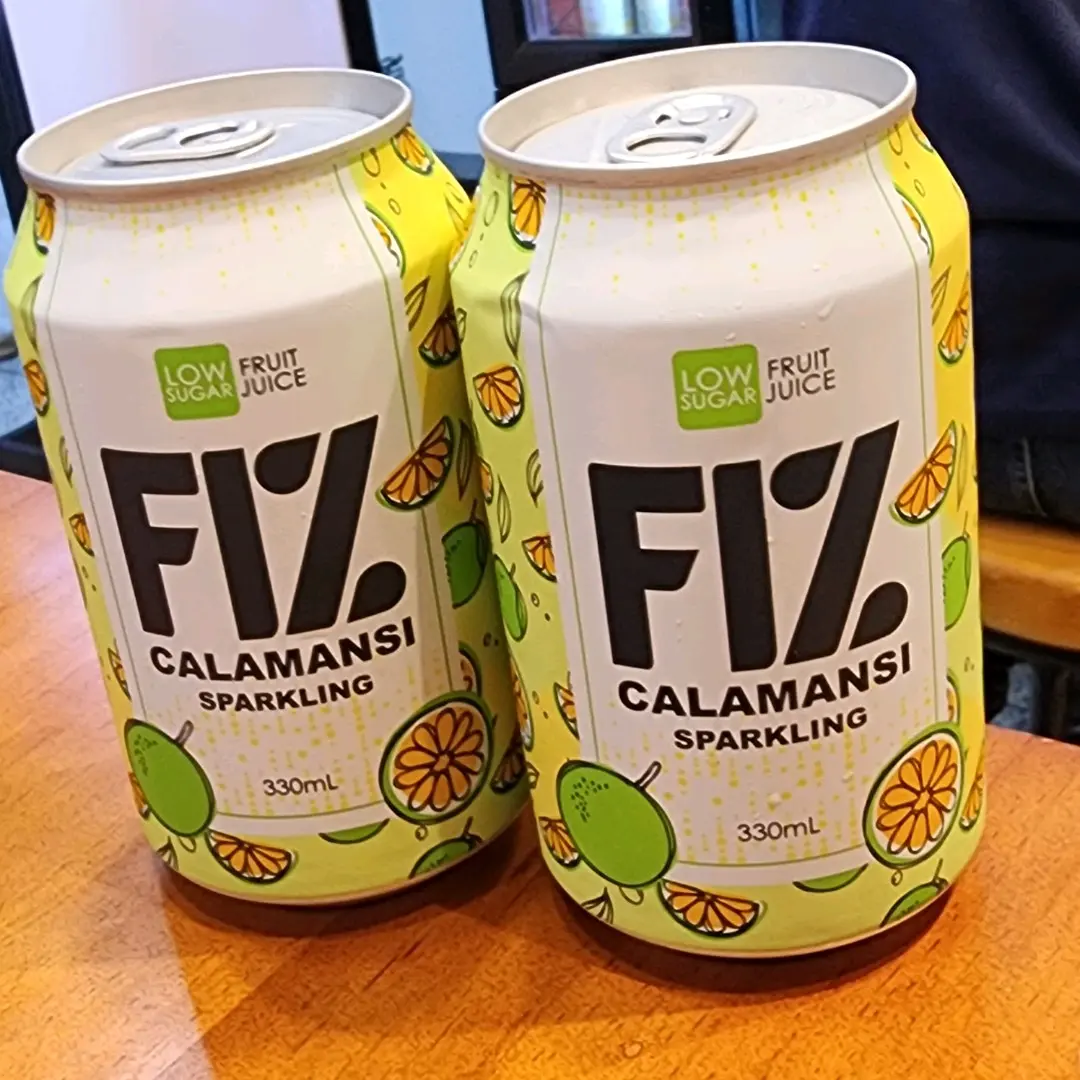 LOW
SUGAR
FRUIT
JUICE
FIZ
CALAMANSI
SPARKLING
330mL
LOW
SUGAR
FRUIT
JUICE
FIZ
CALAMANSI
SPARKLING
330mL